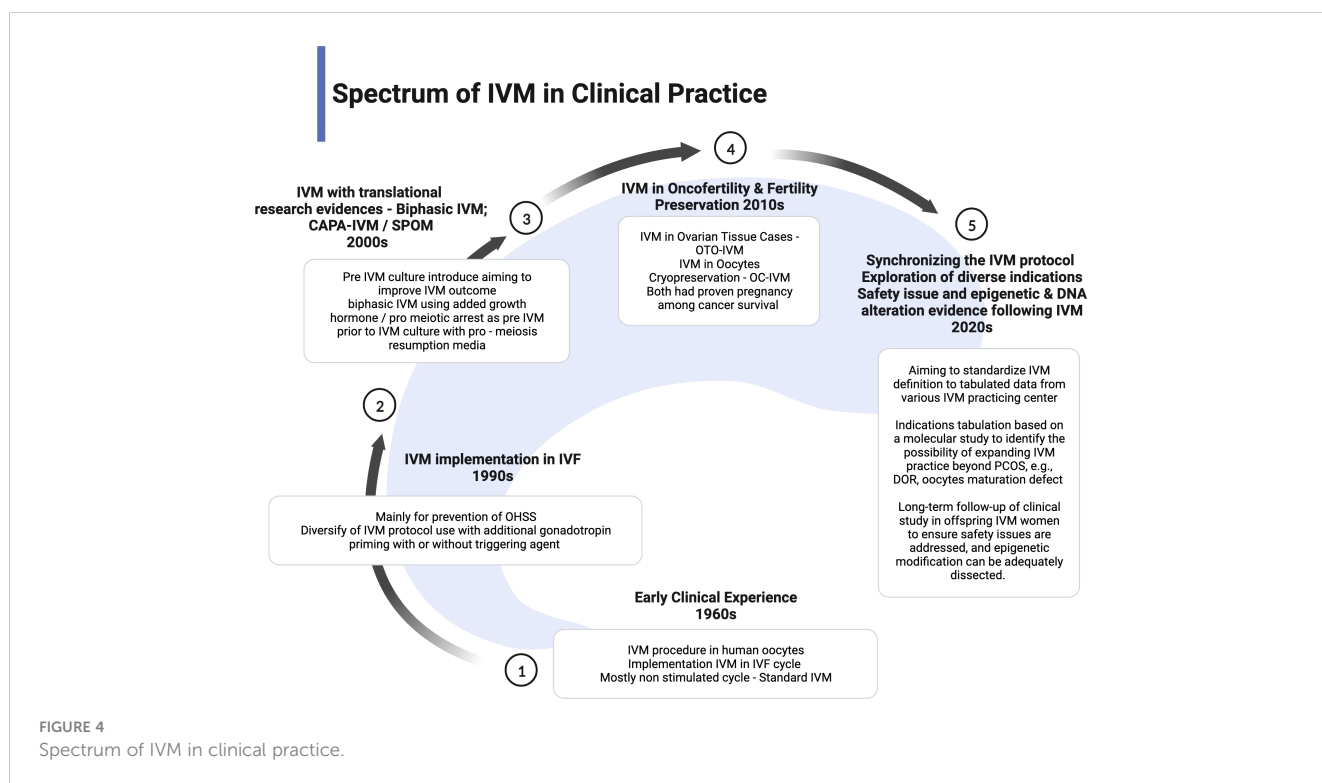 Spectrum of IVM in Clinical Practice
1
Early Clinical Experience
1960s
IVM procedure in human oocytes
Implementation IVM in IVF cycle
Mostly non stimulated cycle - Standard IVM
2
IVM implementation in IVF
1990s
Mainly for prevention of OHSS
Diversify of IVM protocol use with additional gonadotropin
priming with or without triggering agent
3
IVM with translational
research evidences - Biphasic IVM;
CAPA-IVM / SPOM
2000s
Pre IVM culture introduce aiming to
improve IVM outcome
biphasic IVM using added growth
hormone / pro meiotic arrest as pre IVM
prior to IVM culture with pro - meiosis
resumption media
4
IVM in Oncofertility & Fertility
Preservation 2010s
IVM in Ovarian Tissue Cases -
OTO-IVM
IVM in Oocytes
Cryopreservation - OC-IVM
Both had proven pregnancy
among cancer survival
5
Synchronizing the IVM protocol
Exploration of diverse indications
Safety issue and epigenetic & DNA
alteration evidence following IVM
2020s
Aiming to standardize IVM
definition to tabulated data from
various IVM practicing center
Indications tabulation based on
a molecular study to identify the
possibility of expanding IVM
practice beyond PCOS, e.g.,
DOR, oocytes maturation defect
Long-term follow-up of clinical
study in offspring IVM women
to ensure safety issues are
addressed, and epigenetic
modification can be adequately
dissected.
FIGURE 4
Spectrum of IVM in clinical practice.